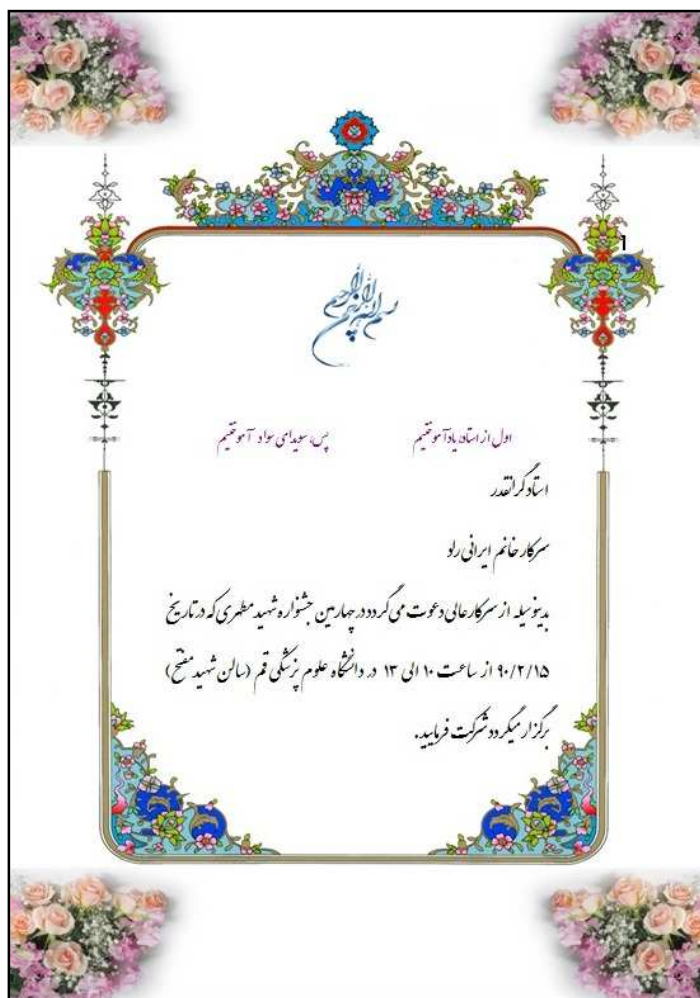 1
بسم الله الرحمن الرحیم
اول از استاد، یاد آموختیم    پس، سویدای سواد آموختیم
استاد گرانقدر
سرکار خانم ایرانی راد
بدینوسیله از سرکار عالی دعوت می گردد در چهارمین جشنواره شهید مطهری که در تاریخ
۹۰/۲/۱۵ از ساعت ۱۰ الی ۱۳ در دانشگاه علوم پزشکی قم (سالن شهید مفتح)
برگزار میگردد شرکت فرمایید.